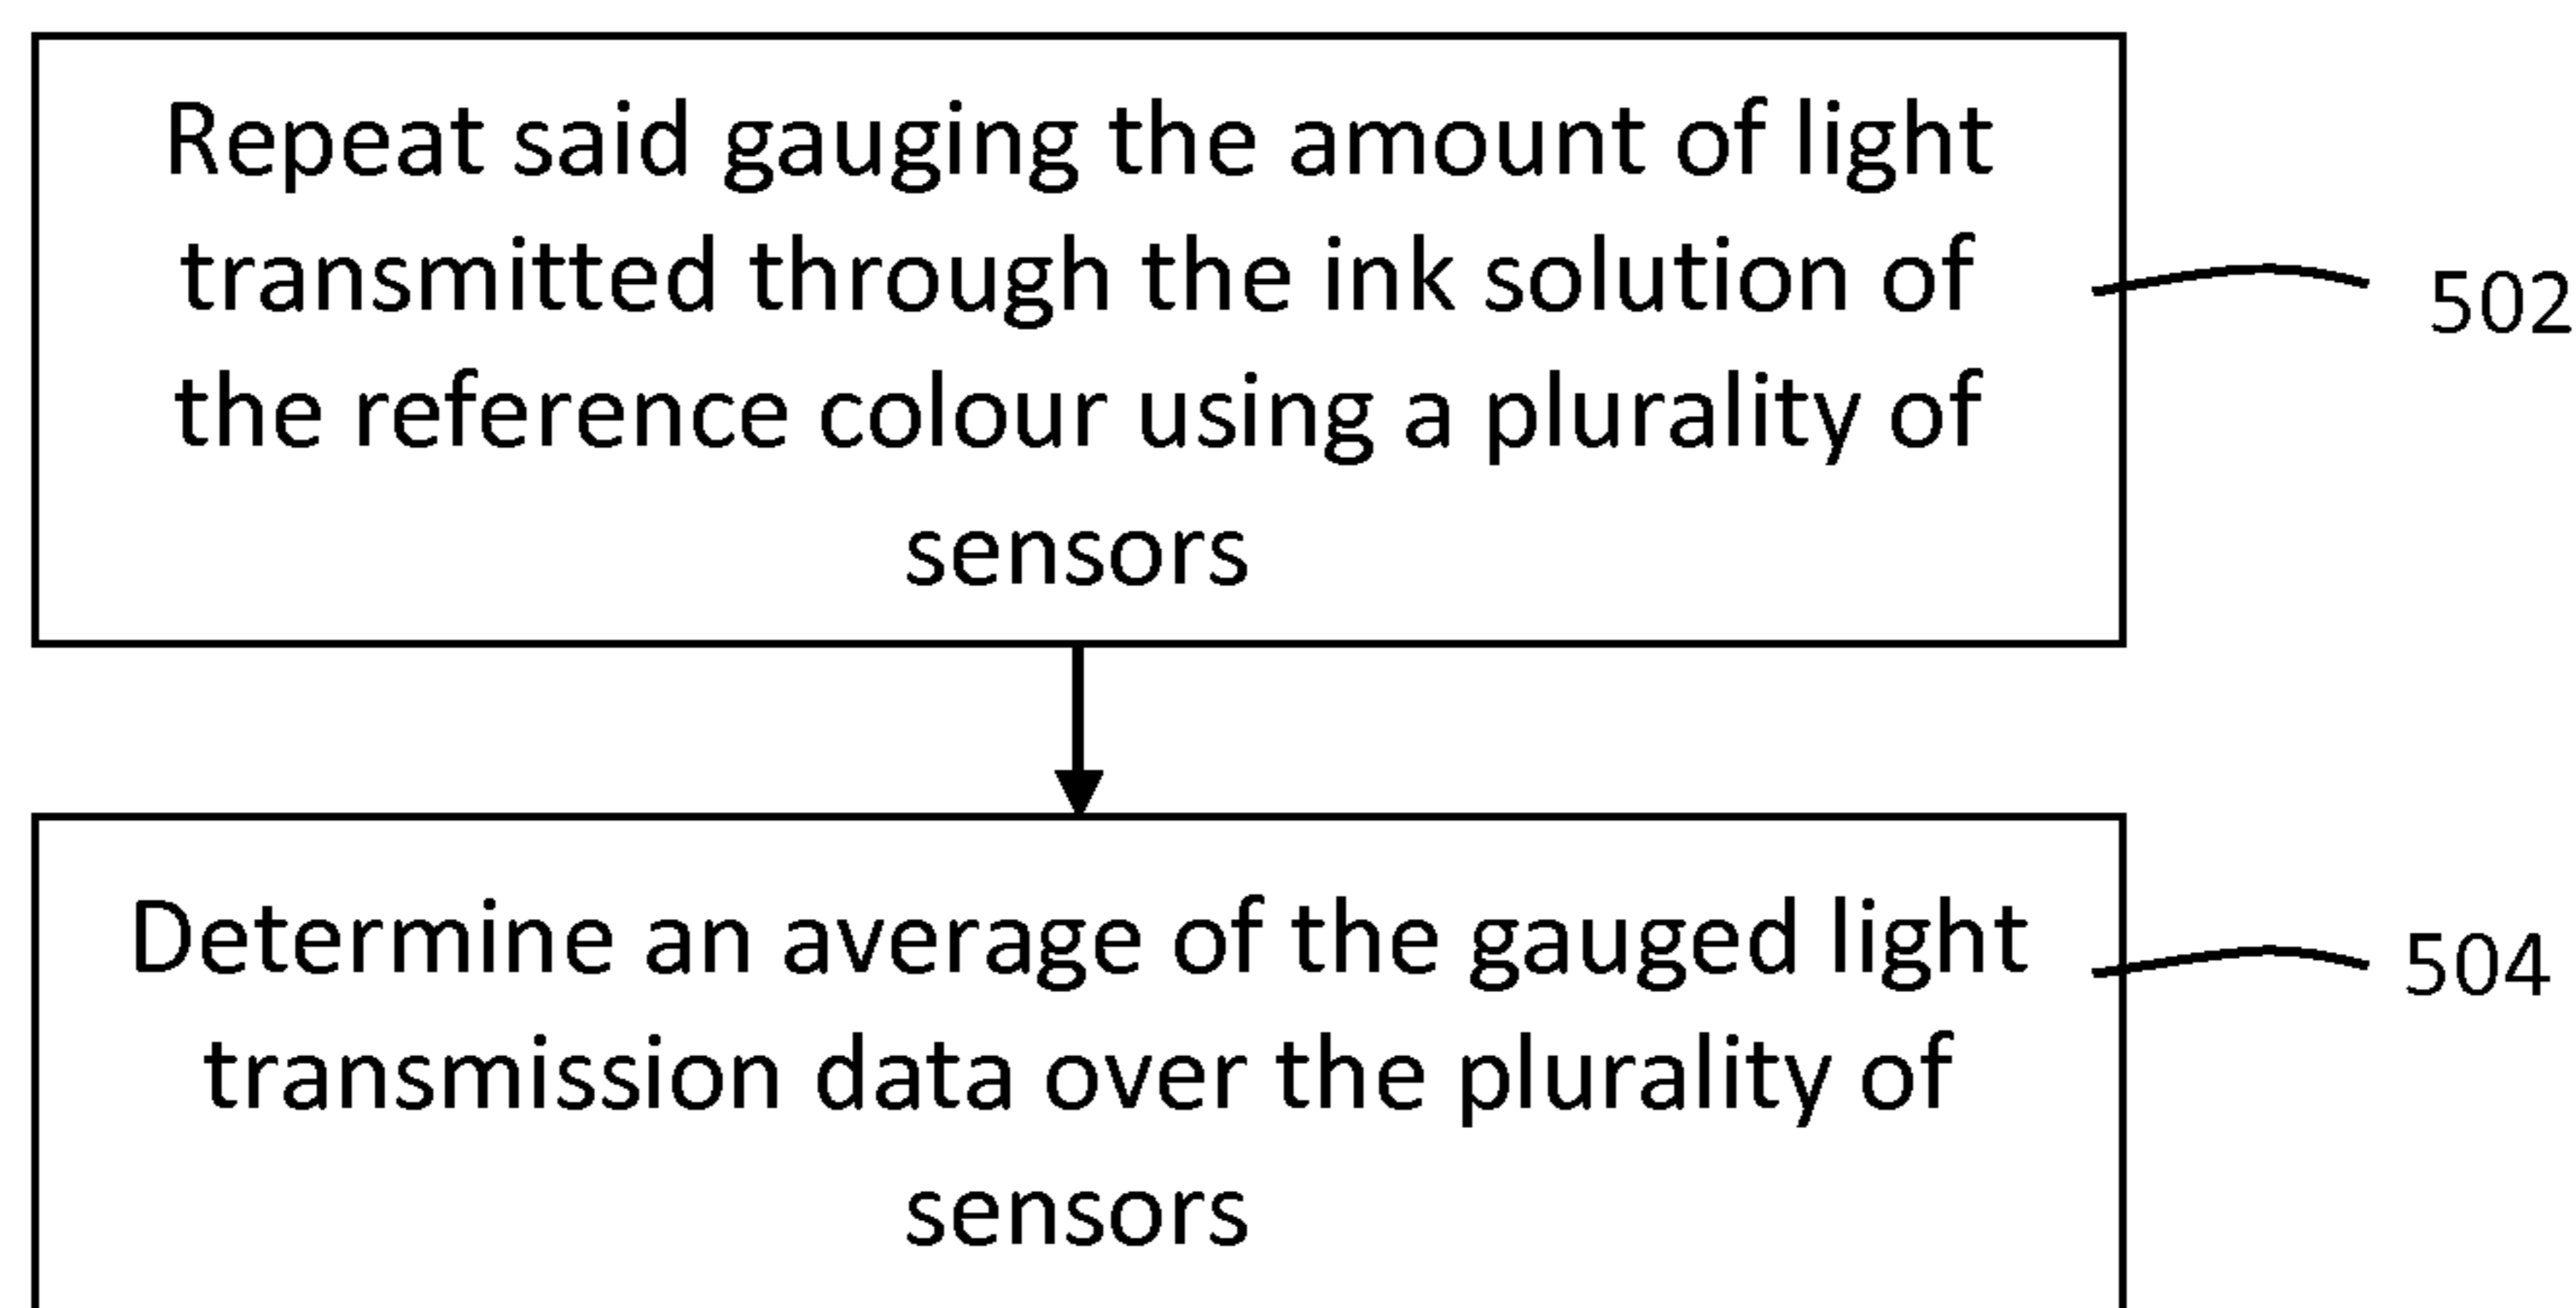 Repeat said gauging the amount of light
transmitted through the ink solution of
the reference colour using a plurality of
sensors
502
Determine an average of the gauged light
transmission data over the plurality of
sensors
504